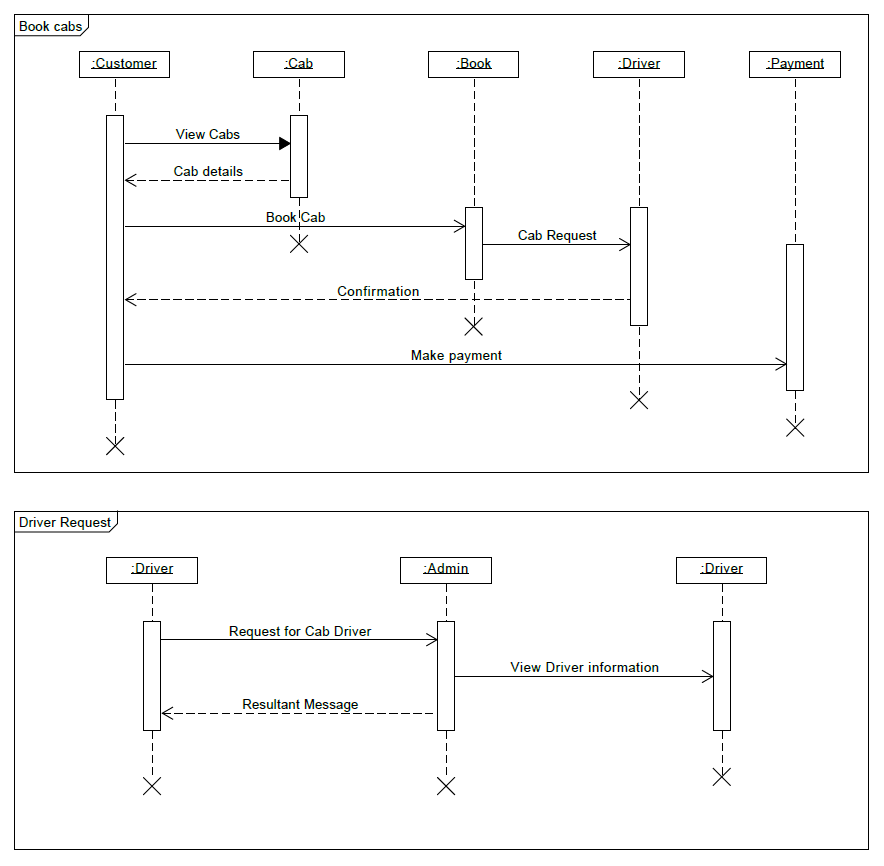 Book cabs
:Customer
:Cab
:Book
:Driver
:Payment
View Cabs
Cab details
Book Cab
Cab Request
Confirmation
Make payment
Driver Request
:Driver
:Admin
:Driver
Request for Cab Driver
View Driver information
Resultant Message